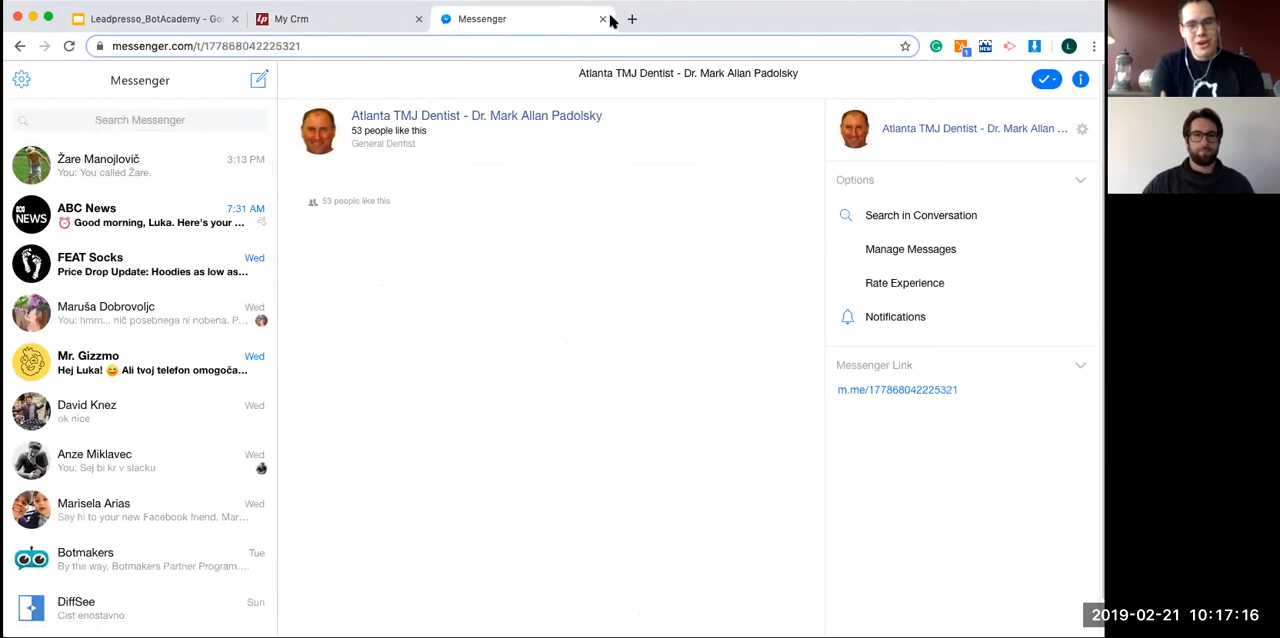 Leadpresso_BotAcademy - Go
My Crm
Messenger
messenger.com/t/177868042225321
Messenger
Search Messenger
Žare Manojlovič 3:13 PM
You: You called Žare.
ABC News 7:31 AM
NEWS
⏰ Good morning, Luka. Here's your ...
FEAT Socks Wed
Price Drop Update: Hoodies as low as...
Maruša Dobrovoljc Wed
You: hmm... nič posebnega ni nobena. P...
Mr. Gizzmo Wed
Hej Luka! 😊 Ali tvoj telefon omogoča...
David Knez Wed
ok nice
Anze Miklavec Wed
You: Sej bi kr v slacku
Marisela Arias Wed
Say hi to your new Facebook friend, Mar...
Botmakers Tue
By the way, Botmakers Partner Program....
DiffSee Sun
Cist enostavno
Atlanta TMJ Dentist - Dr. Mark Allan Padolsky
Atlanta TMJ Dentist - Dr. Mark Allan Padolsky
53 people like this
General Dentist
53 people like this
Atlanta TMJ Dentist - Dr. Mark Allan ...
Options
Search in Conversation
Manage Messages
Rate Experience
Notifications
Messenger Link
m.me/177868042225321
2019-02-21 10:17:16